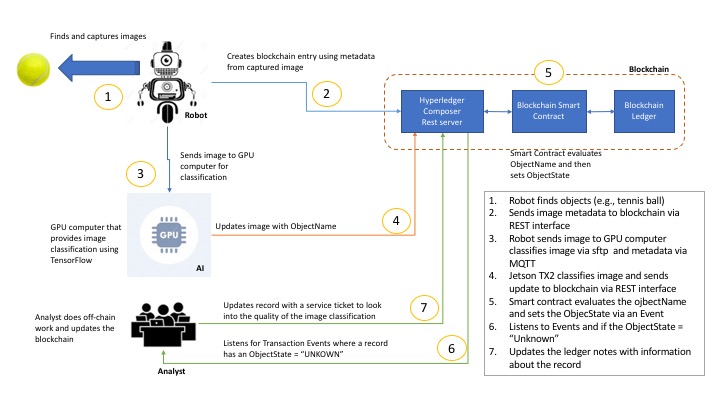 Finds and captures images
1
Robot
Creates blockchain entry using metadata
from captured image
2
5
Blockchain
Hyperledger
Composer
Rest server
Blockchain Smart
Contract
Blockchain
Ledger
Smart Contract evaluates
ObjectName and then
sets ObjectState
3
Sends image to GPU
computer for
classification
GPU computer that
provides image
classification using
TensorFlow
GPU
AI
Updates image with ObjectName
4
Analyst does off-chain
work and updates the
blockchain
Analyst
Updates record with a service ticket to look
into the quality of the image classification
7
Listens for Transaction Events where a record
has an ObjectState = “UNKOWN”
6
1. Robot finds objects (e.g., tennis ball)
2. Sends image metadata to blockchain via
REST interface
3. Robot sends image to GPU computer
classifies image via sftp and metadata via
MQTT
4. Jetson TX2 classifies image and sends
update to blockchain via REST interface
5. Smart contract evaluates the ojbectName
and sets the ObjecState via an Event
6. Listens to Events and if the ObjectState =
“Unknown”
7. Updates the ledger notes with information
about the record